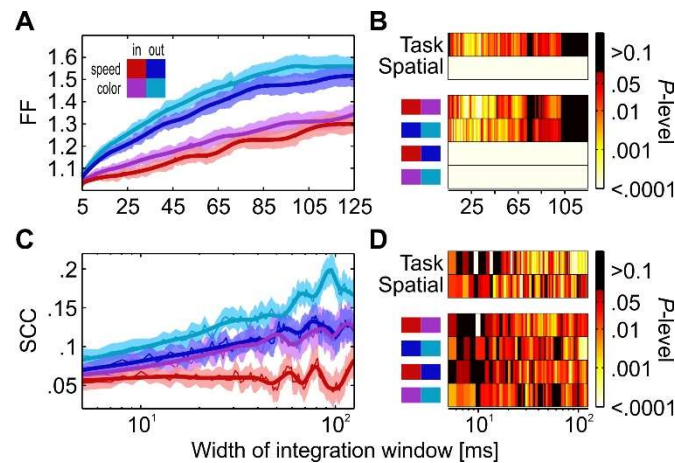 A
in out
speed
color
FF
1.6
1.5
1.4
1.3
1.2
1.1
5 25 45 65 85 105 125
B
Task
Spatial
25 65 105
>0.1
.05
.01
.001
<.0001
P-level
C
SCC
.2
.15
.1
.05
10¹ 10²
D
Task
Spatial
10¹ 10²
>0.1
.05
.01
.001
<.0001
P-level
Width of integration window [ms]